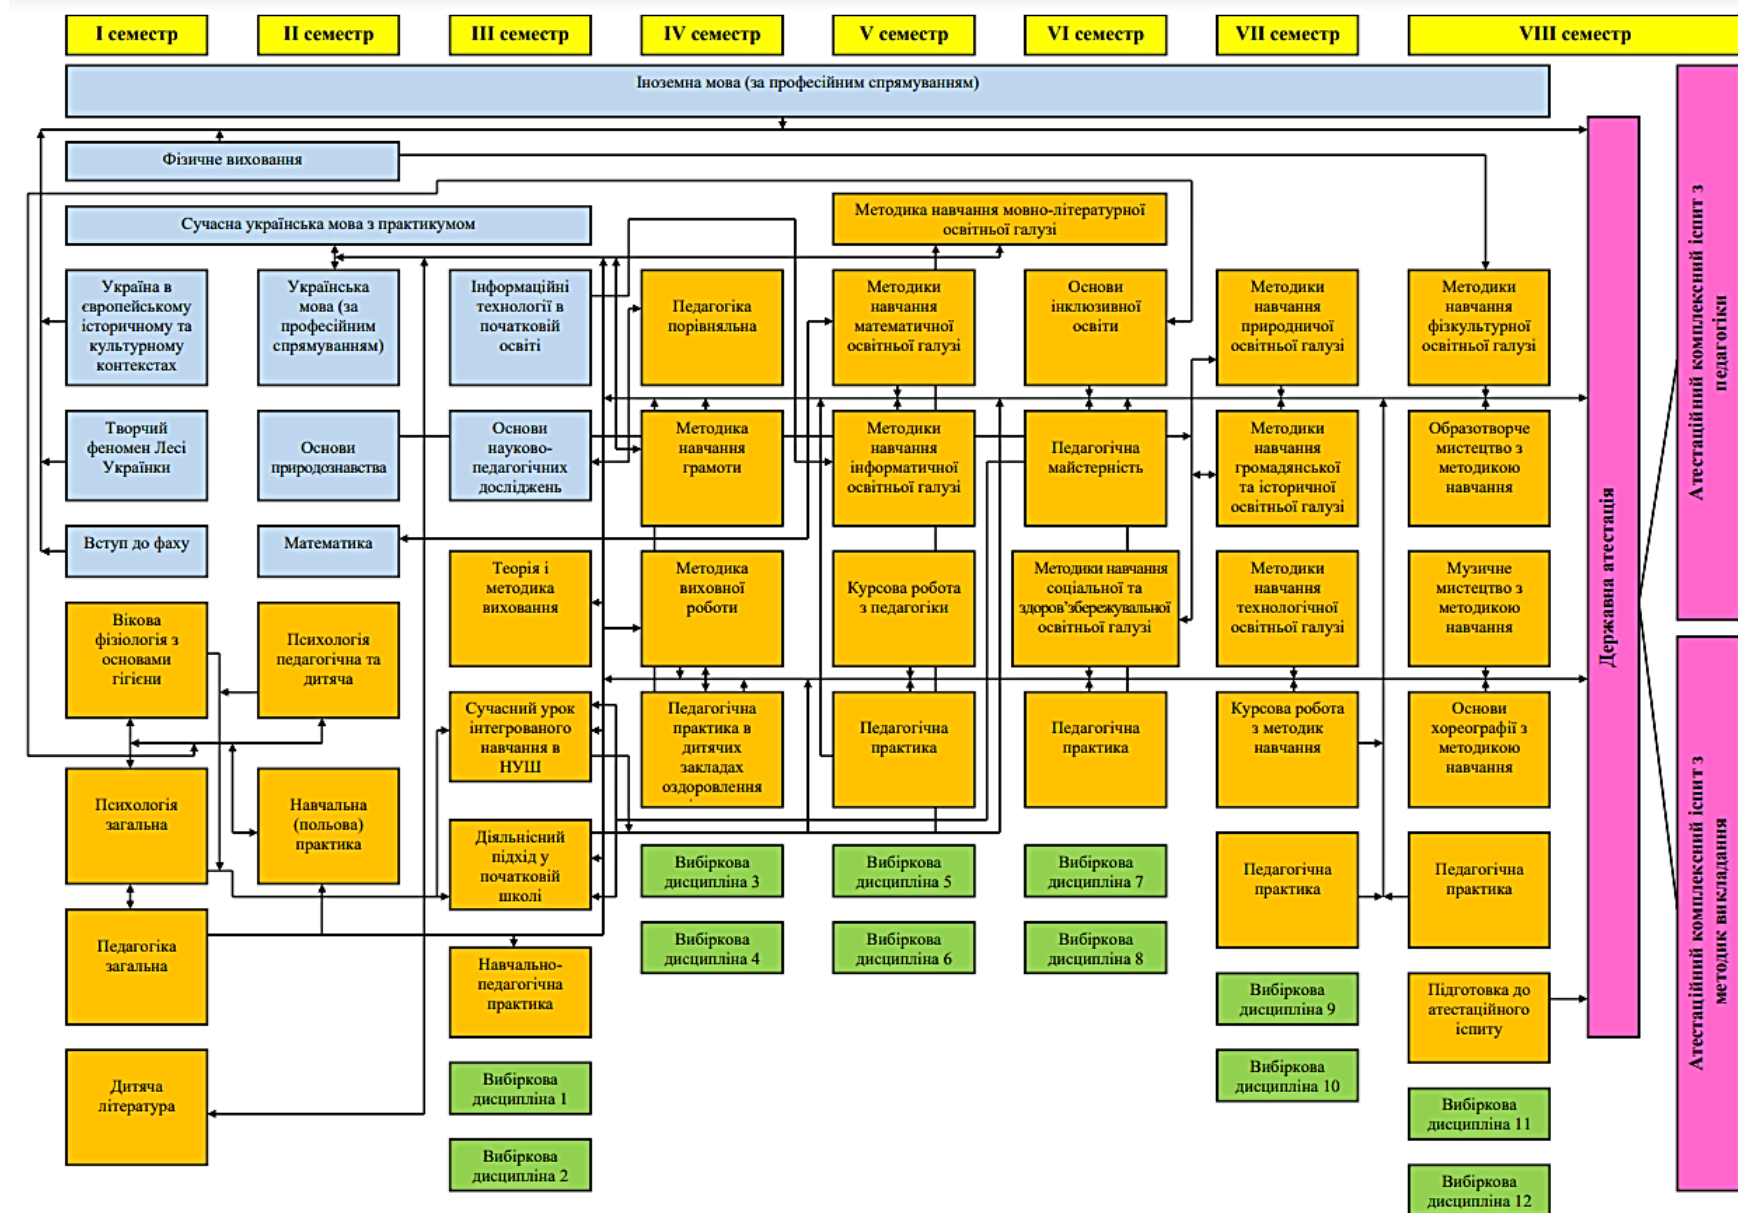 I семестр
II семестр
III семестр
IV семестр
V семестр
VI семестр
VII семестр
VIII семестр
Іноземна мова (за професійним спрямуванням)
Фізичне виховання
Сучасна українська мова з практикумом
Методика навчання мовно-літературної
освітньої галузі
Україна в
європейському
історичному та
культурному
контекстах
Українська
мова (за
професійним
спрямуванням)
Інформаційні
технології в
початковій
освіті
Педагогіка
порівняльна
Методики
навчання
математичної
освітньої галузі
Основи
інклюзивної
освіти
Методики
навчання
природничої
освітньої галузі
Методики
навчання
фізкультурної
освітньої галузі
Творчий
феномен Лесі
Українки
Основи
природознавства
Основи
науково-
педагогічних
досліджень
Методика
навчання
грамоти
Методики
навчання
інформатичної
освітньої галузі
Педагогічна
майстерність
Методики
навчання
громадянської
та історичної
освітньої галузі
Образотворче
мистецтво з
методикою
навчання
Вступ до фаху
Математика
Теорія і
методика
виховання
Методика
виховної
роботи
Курсова робота
з педагогіки
Методики навчання
соціальної та
здоров’збережувальної
освітньої галузі
Методики
навчання
технологічної
освітньої галузі
Музичне
мистецтво з
методикою
навчання
Вікова
фізіологія з
основами
гігієни
Психологія
педагогічна та
дитяча
Сучасний урок
інтегрованого
навчання в
НУШ
Педагогічна
практика в
дитячих
закладах
оздоровлення
Педагогічна
практика
Педагогічна
практика
Курсова робота
з методик
навчання
Основи
хореографії з
методикою
навчання
Психологія
загальна
Навчальна
(польова)
практика
Діяльнісний
підхід у
початковій
школі
Вибіркова
дисципліна 3
Вибіркова
дисципліна 5
Вибіркова
дисципліна 7
Педагогічна
практика
Педагогічна
практика
Педагогіка
загальна
Навчально-
педагогічна
практика
Вибіркова
дисципліна 4
Вибіркова
дисципліна 6
Вибіркова
дисципліна 8
Вибіркова
дисципліна 9
Підготовка до
атестаційного
іспиту
Дитяча
література
Вибіркова
дисципліна 1
Вибіркова
дисципліна 10
Вибіркова
дисципліна 11
Вибіркова
дисципліна 2
Вибіркова
дисципліна 12
Державна атестація
Атестаційний комплексний іспит з
педагогіки
Атестаційний комплексний іспит з
методик викладання